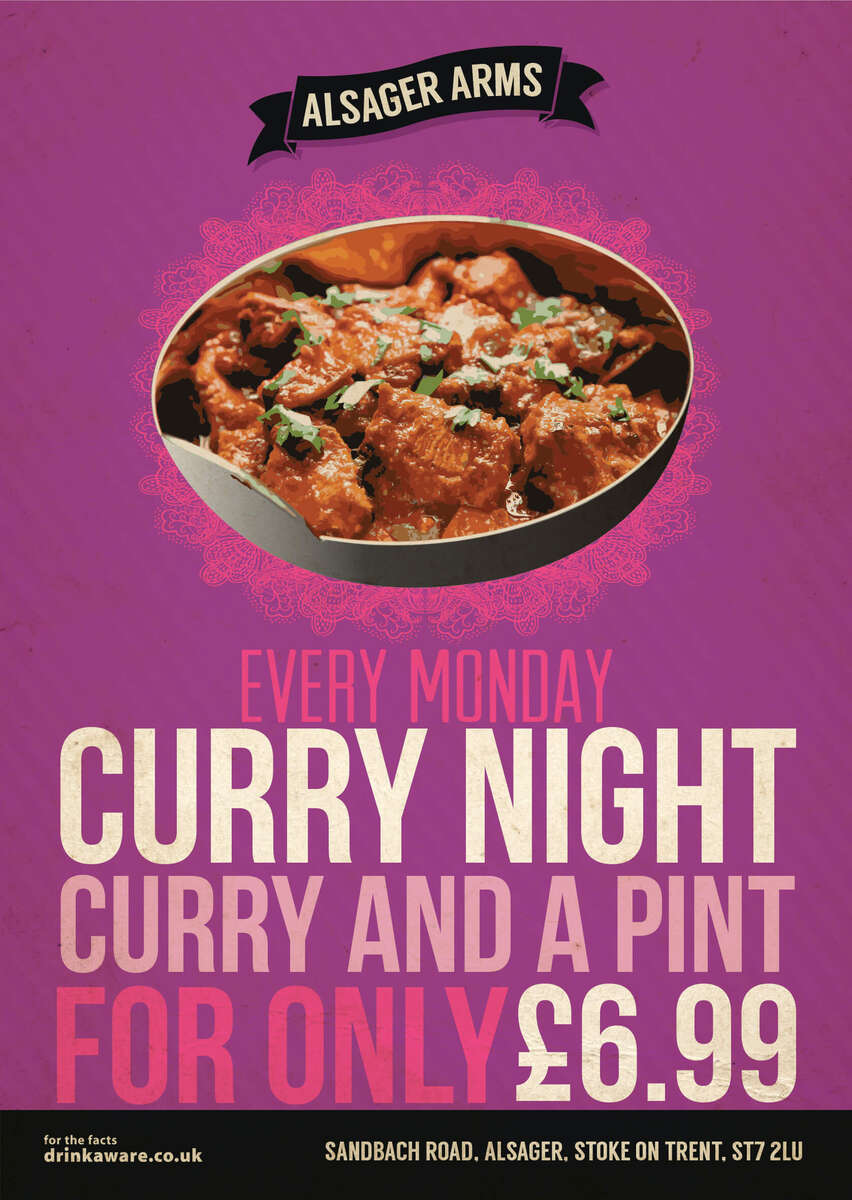 ALSAGER ARMS
EVERY MONDAY
CURRY NIGHT
CURRY AND A PINT
FOR ONLY £6.99
for the facts
drinkaware.co.uk
SANDBACH ROAD, ALSAGER, STOKE ON TRENT, ST7 2LU